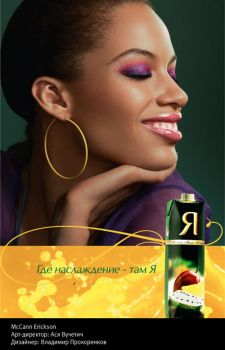 Я
Где наслаждение - там Я
McCann Erickson
Арт-директор: Ася Вучетич
Дизайнер: Владимир Прохоренков